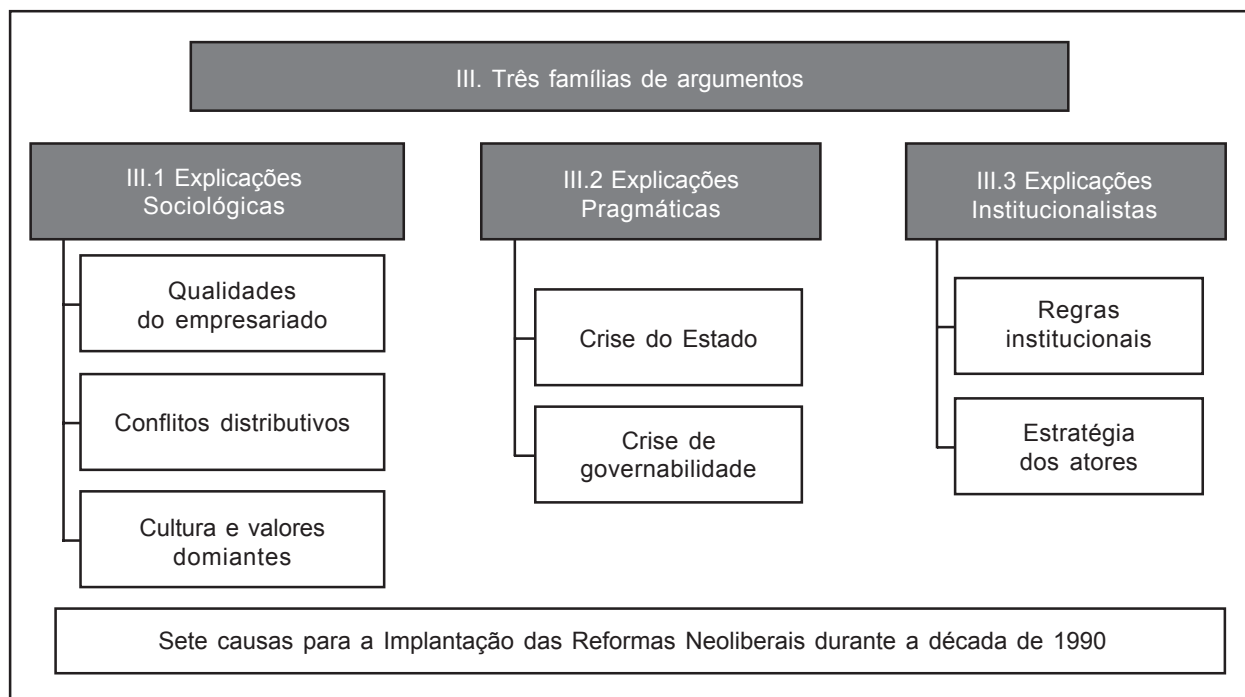 III. Três famílias de argumentos
III.1 Explicações
Sociológicas
Qualidades
do empresariado
Conflitos distributivos
Cultura e valores
domiantes
III.2 Explicações
Pragmáticas
Crise do Estado
Crise de
governabilidade
III.3 Explicações
Institucionalistas
Regras
institucionais
Estratégia
dos atores
Sete causas para a Implantação das Reformas Neoliberais durante a década de 1990